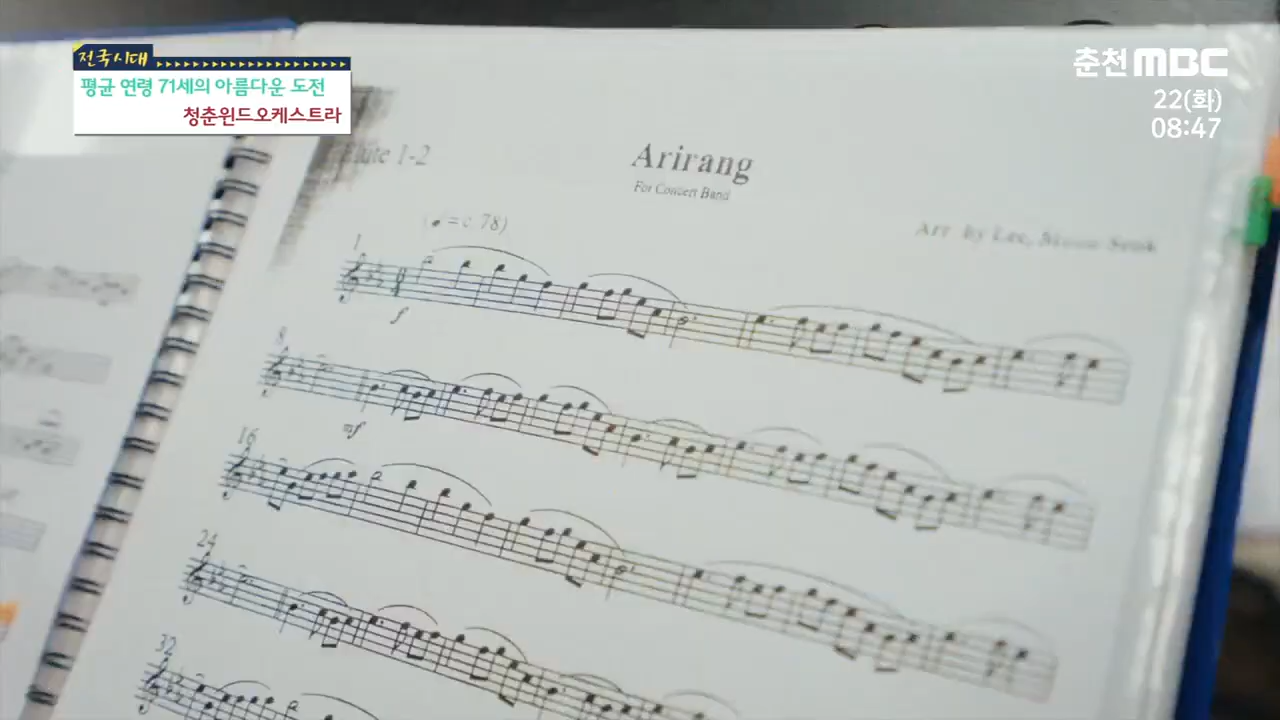 전국시대
평균 연령 71세의 아름다운 도전
청춘윈드오케스트라
춘천MBC
22(화)
08:47
Flute 1-2
Arirang
For Concert Band
(♩ = c. 78)
Arr. by Lee,
1
f
8
mf
16
24
32